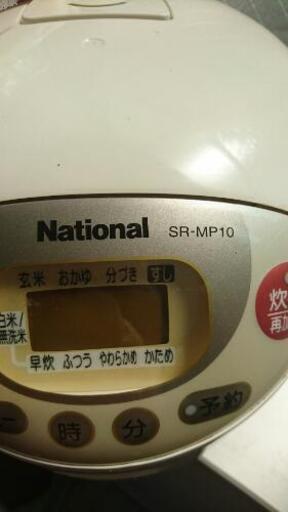 National SR-MP10
玄米 おかゆ 分づき すし
白米/
無洗米
早炊 ふつう やわらかめ かため
炊
再加
時 分 予約